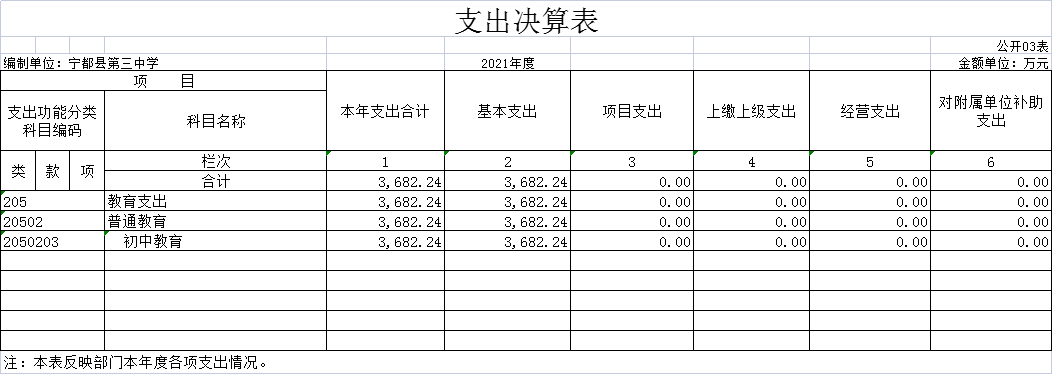 支出决算表
公开03表
编制单位：宁都县第三中学 2021年度 金额单位：万元
项 目 本年支出合计 基本支出 项目支出 上缴上级支出 经营支出 对附属单位补助支出
支出功能分类科目编码 科目名称
类 款 项 栏次 1 2 3 4 5 6
合计 3,682.24 3,682.24 0.00 0.00 0.00 0.00
205 教育支出 3,682.24 3,682.24 0.00 0.00 0.00 0.00
20502 普通教育 3,682.24 3,682.24 0.00 0.00 0.00 0.00
2050203 初中教育 3,682.24 3,682.24 0.00 0.00 0.00 0.00
注：本表反映部门本年度各项支出情况。